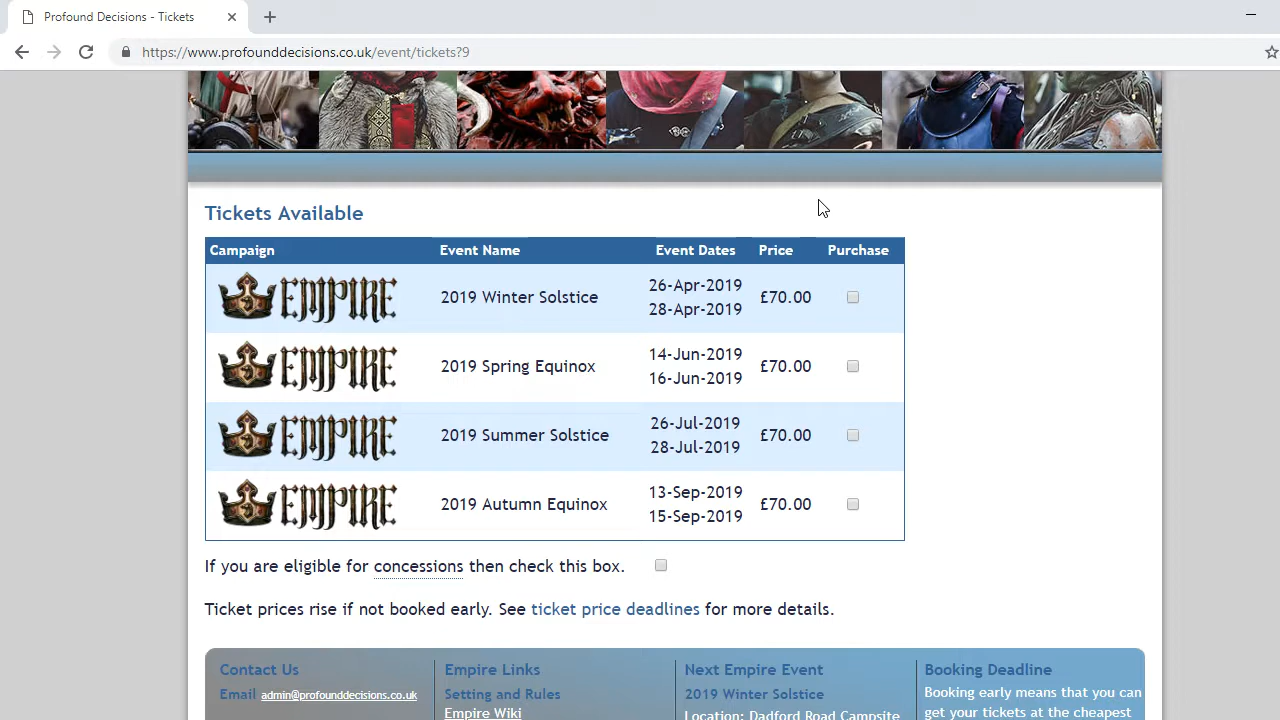 Profound Decisions - Tickets
https://www.profounddecisions.co.uk/event/tickets?9
Tickets Available
Campaign Event Name Event Dates Price Purchase
EMPIRE 2019 Winter Solstice 26-Apr-2019 28-Apr-2019 £70.00
EMPIRE 2019 Spring Equinox 14-Jun-2019 16-Jun-2019 £70.00
EMPIRE 2019 Summer Solstice 26-Jul-2019 28-Jul-2019 £70.00
EMPIRE 2019 Autumn Equinox 13-Sep-2019 15-Sep-2019 £70.00
If you are eligible for concessions then check this box.
Ticket prices rise if not booked early. See ticket price deadlines for more details.
Contact Us
Email admin@profounddecisions.co.uk
Empire Links
Setting and Rules
Empire Wiki
Next Empire Event
2019 Winter Solstice
Location: Dadford Road Campsite
Booking Deadline
Booking early means that you can
get your tickets at the cheapest